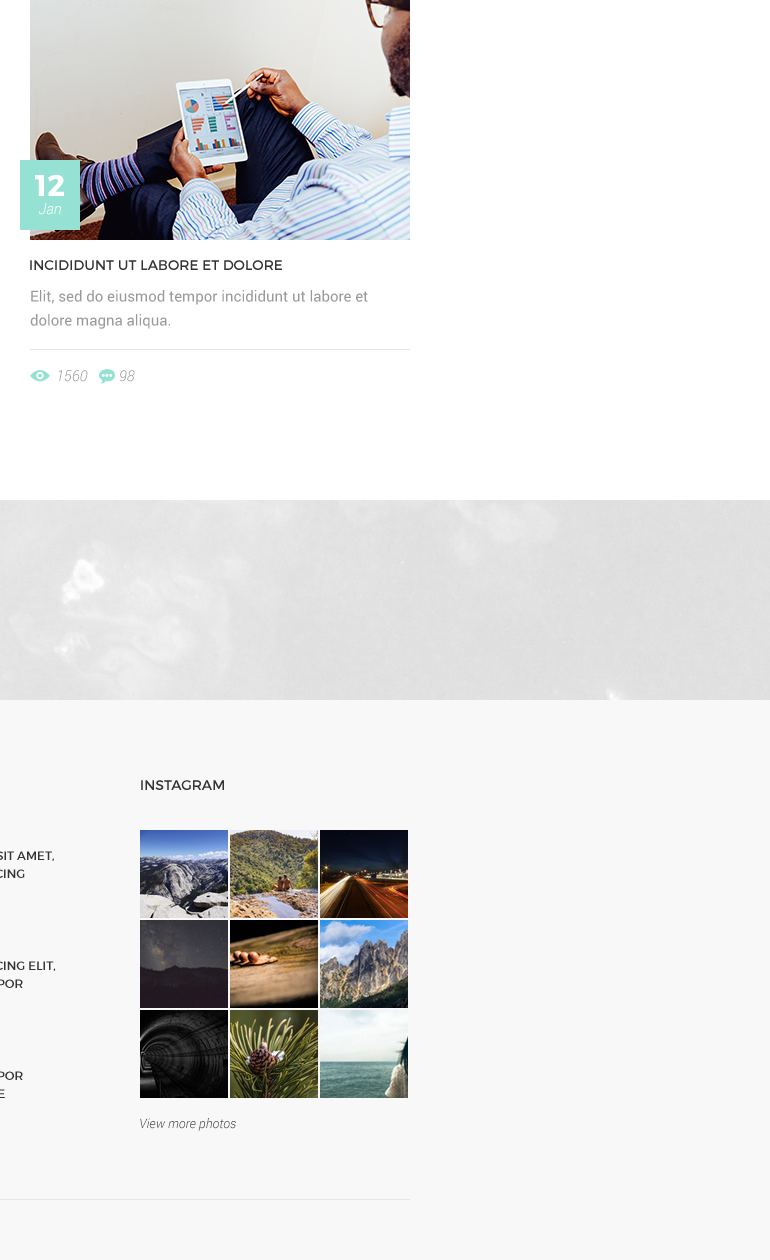 12
Jan
INCIDIDUNT UT LABORE ET DOLORE
Elit, sed do eiusmod tempor incididunt ut labore et
dolore magna aliqua.
1560 98
SIT AMET,
CING
CING ELIT,
POR
POR
E
INSTAGRAM
View more photos